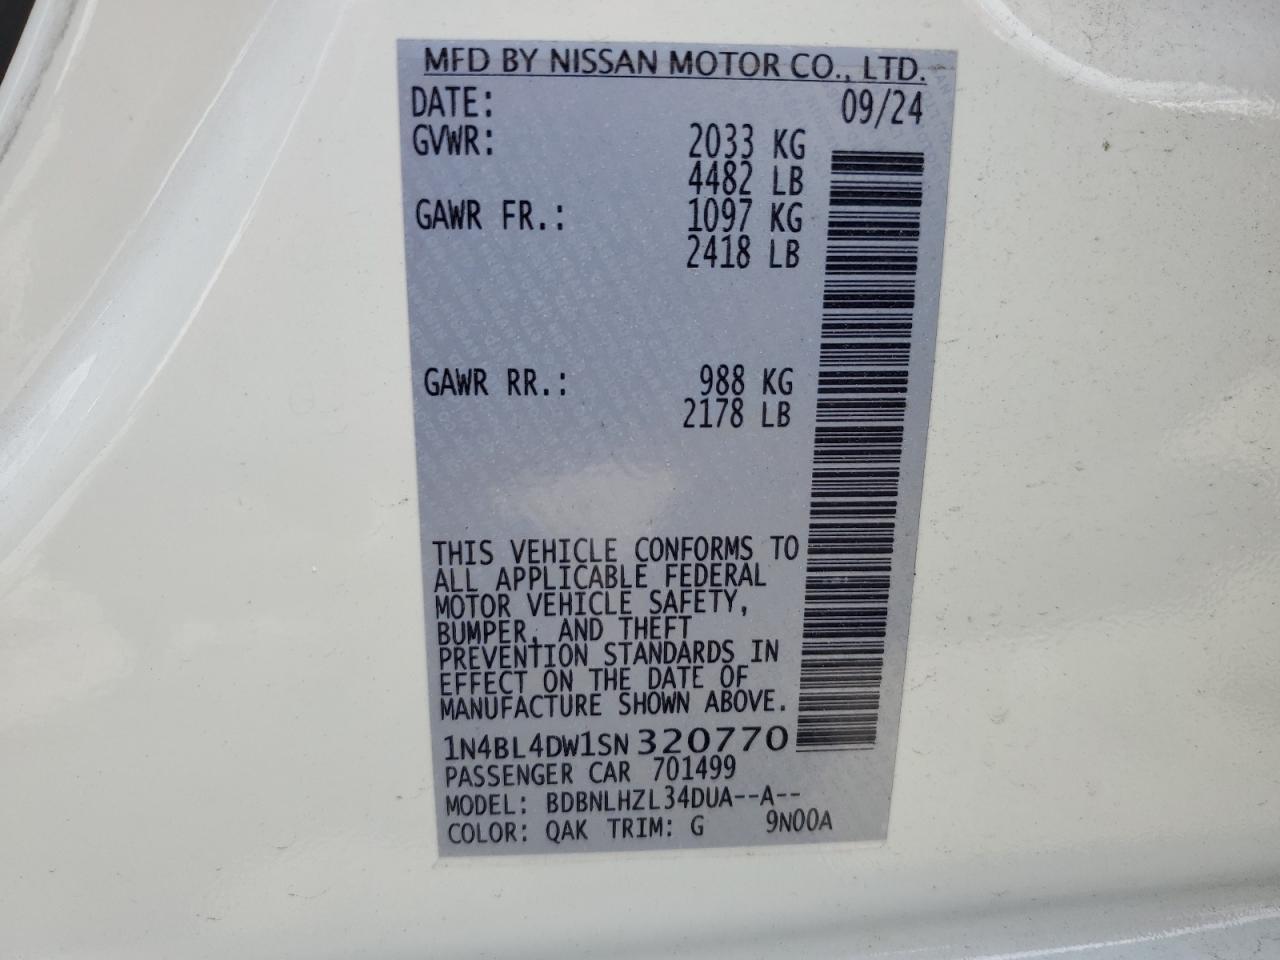 MFD BY NISSAN MOTOR CO., LTD.
DATE: 09/24
GVWR: 2033 KG
4482 LB
GAWR FR.: 1097 KG
2418 LB
GAWR RR.: 988 KG
2178 LB
THIS VEHICLE CONFORMS TO
ALL APPLICABLE FEDERAL
MOTOR VEHICLE SAFETY,
BUMPER, AND THEFT
PREVENTION STANDARDS IN
EFFECT ON THE DATE OF
MANUFACTURE SHOWN ABOVE.
1N4BL4DW1SN320770
PASSENGER CAR 701499
MODEL: BDBNLHZL34DUA--A--
COLOR: QAK TRIM: G 9N00A